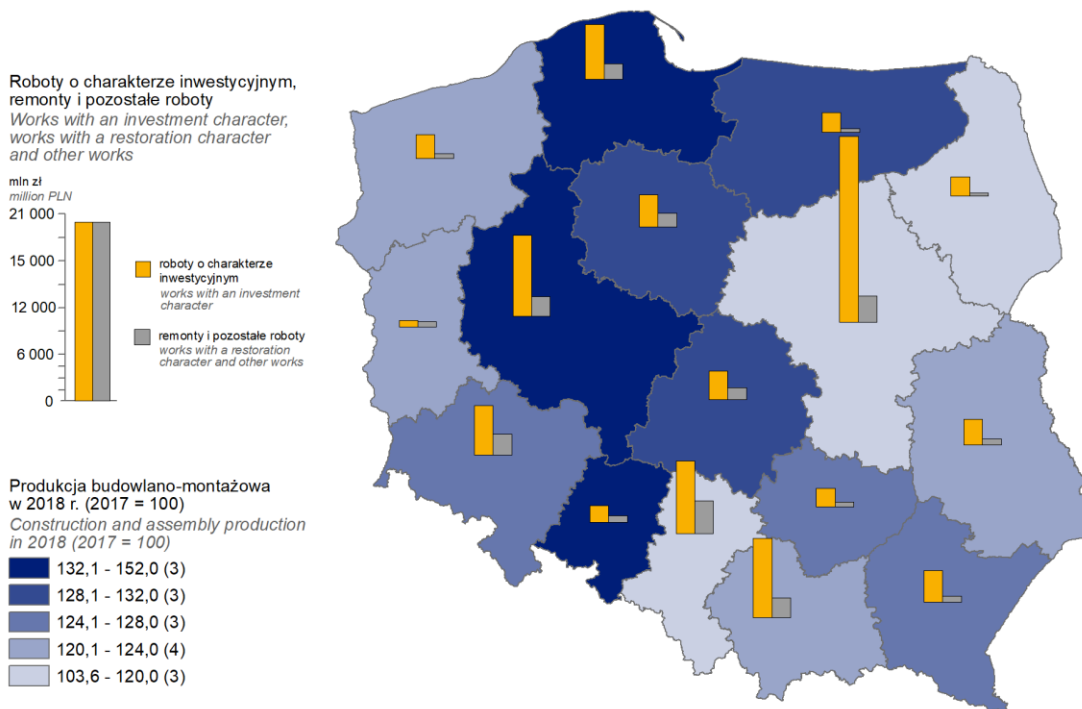 Roboty o charakterze inwestycyjnym,
remonty i pozostałe roboty
Works with an investment character,
works with a restoration character
and other works
mln zł
million PLN
21 000
15 000
12 000
6 000
0
roboty o charakterze
inwestycyjnym
works with an investment
character
remonty i pozostałe roboty
works with a restoration
character and other works
Produkcja budowlano-montażowa
w 2018 r. (2017 = 100)
Construction and assembly production
in 2018 (2017 = 100)
132,1 - 152,0 (3)
128,1 - 132,0 (3)
124,1 - 128,0 (3)
120,1 - 124,0 (4)
103,6 - 120,0 (3)